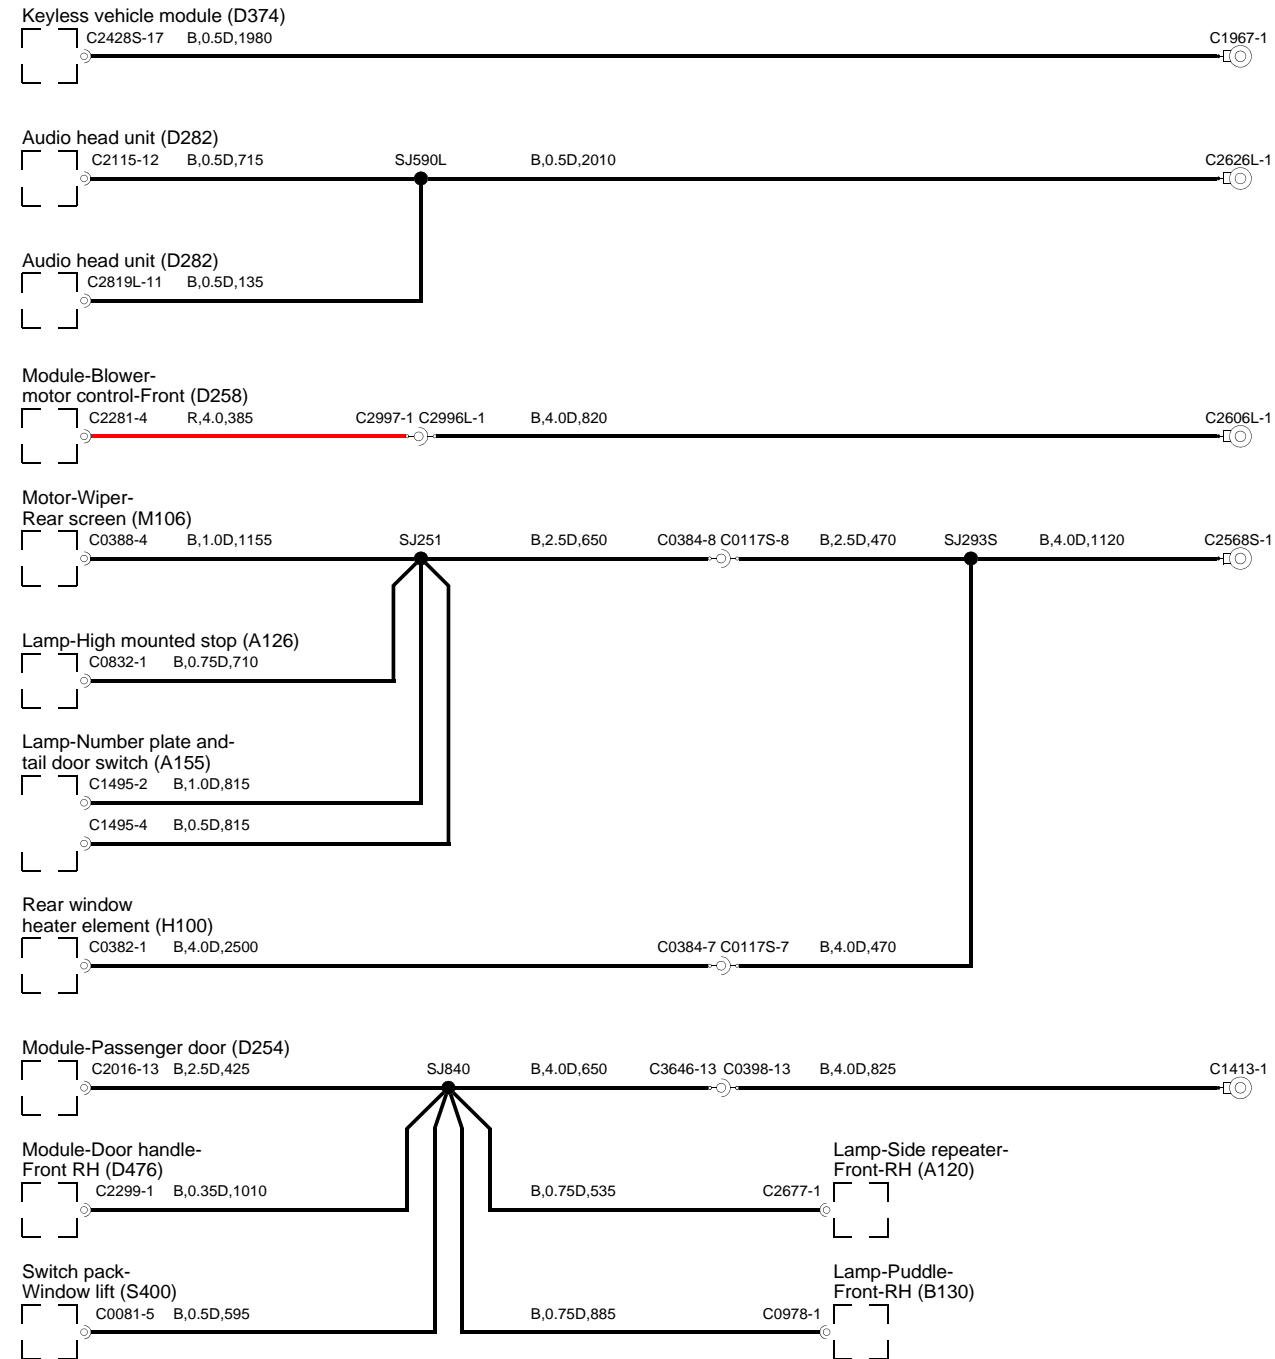 Keyless vehicle module (D374)
C2428S-17 B,0.5D,1980 C1967-1
Audio head unit (D282)
C2115-12 B,0.5D,715 SJ590L B,0.5D,2010 C2626L-1
Audio head unit (D282)
C2819L-11 B,0.5D,135
Module-Blower-
motor control-Front (D258)
C2281-4 R,4.0,385 C2997-1 C2996L-1 B,4.0D,820 C2606L-1
Motor-Wiper-
Rear screen (M106)
C0388-4 B,1.0D,1155 SJ251 B,2.5D,650 C0384-8 C0117S-8 B,2.5D,470 SJ293S B,4.0D,1120 C2568S-1
Lamp-High mounted stop (A126)
C0832-1 B,0.75D,710
Lamp-Number plate and-
tail door switch (A155)
C1495-2 B,1.0D,815
C1495-4 B,0.5D,815
Rear window
heater element (H100)
C0382-1 B,4.0D,2500 C0384-7 C0117S-7 B,4.0D,470
Module-Passenger door (D254)
C2016-13 B,2.5D,425 SJ840 B,4.0D,650 C3646-13 C0398-13 B,4.0D,825 C1413-1
Module-Door handle- Lamp-Side repeater-
Front RH (D476) Front-RH (A120)
C2299-1 B,0.35D,1010 B,0.75D,535 C2677-1
Switch pack- Lamp-Puddle-
Window lift (S400) Front-RH (B130)
C0081-5 B,0.5D,595 B,0.75D,885 C0978-1